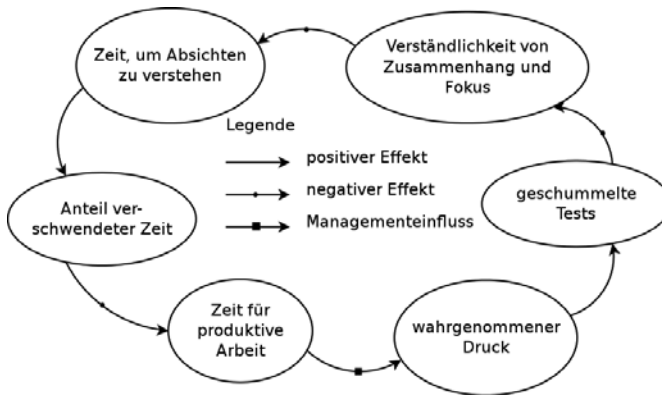 Zeit, um Absichten
zu verstehen
Verständlichkeit von
Zusammenhang und
Fokus
Legende
positiver Effekt
negativer Effekt
Managementeinfluss
Anteil ver-
schwendeter Zeit
geschummelte
Tests
Zeit für
produktive
Arbeit
wahrgenommener
Druck